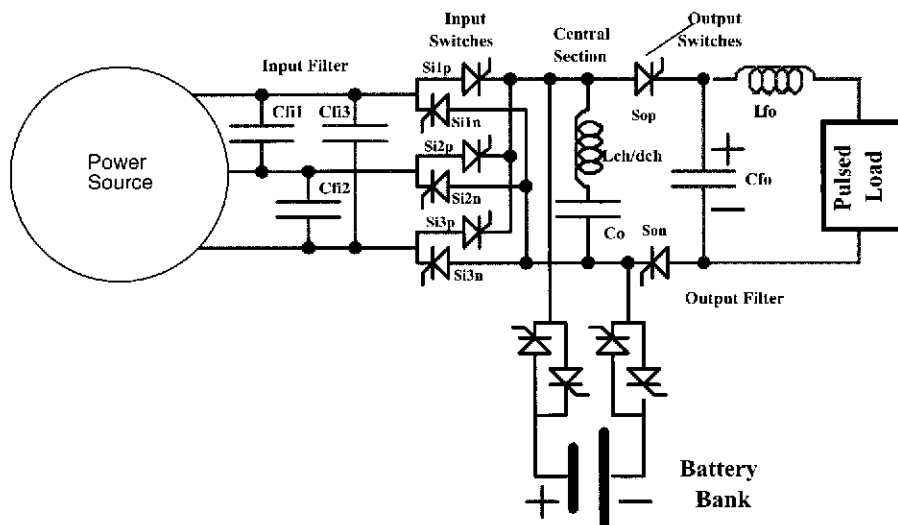 Input
Switches
Central
Section
Output
Switches
Input Filter
Si1p
Cfi1
Cfi3
Si1n
Sop
Lfo
Power
Source
Si2p
Lch/dch
+
Cfo
Pulsed
Load
Cfi2
Si2n
−
Si3p
Co
Son
Si3n
Output Filter
Battery
Bank
+
−